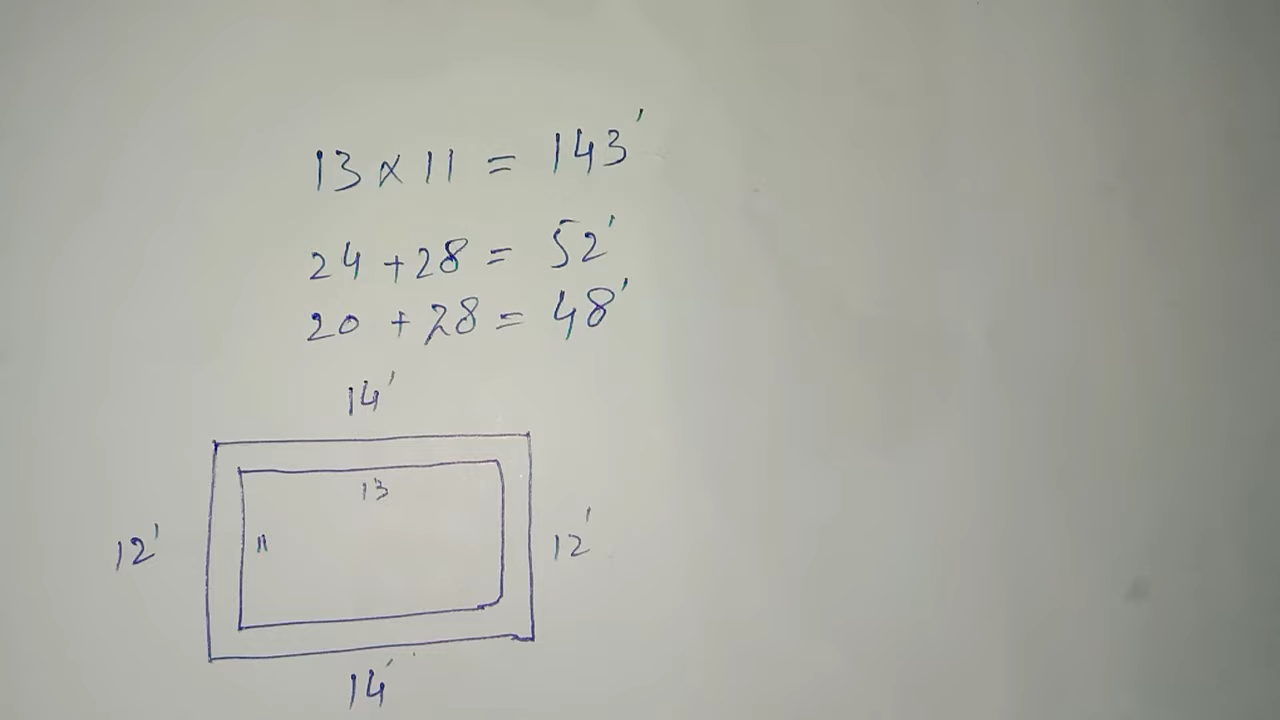 13 × 11 = 143'
24 + 28 = 52'
20 + 28 = 48'
14'
13
12' 11 12'
14'